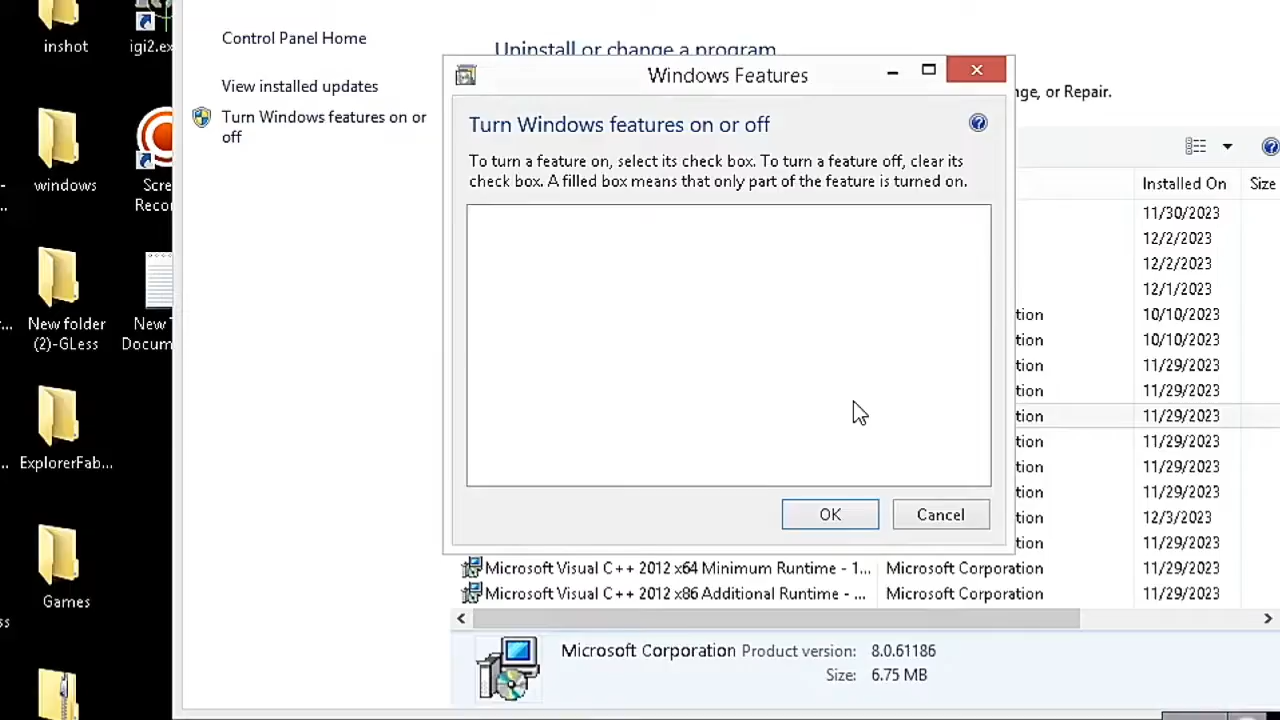 inshot
igi2.ex
windows
Scre
Recor
New folder
(2)-GLess
New
Docum
ExplorerFab...
Games
Control Panel Home
View installed updates
Turn Windows features on or
off
Uninstall or change a program
nge, or Repair.
Windows Features
Turn Windows features on or off
To turn a feature on, select its check box. To turn a feature off, clear its
check box. A filled box means that only part of the feature is turned on.
OK
Cancel
Installed On
Size
11/30/2023
12/2/2023
12/2/2023
12/1/2023
tion 10/10/2023
tion 10/10/2023
tion 11/29/2023
tion 11/29/2023
tion 11/29/2023
tion 11/29/2023
tion 11/29/2023
tion 11/29/2023
tion 12/3/2023
tion 11/29/2023
Microsoft Visual C++ 2012 x64 Minimum Runtime - 1... Microsoft Corporation 11/29/2023
Microsoft Visual C++ 2012 x86 Additional Runtime - ... Microsoft Corporation 11/29/2023
Microsoft Corporation Product version: 8.0.61186
Size: 6.75 MB